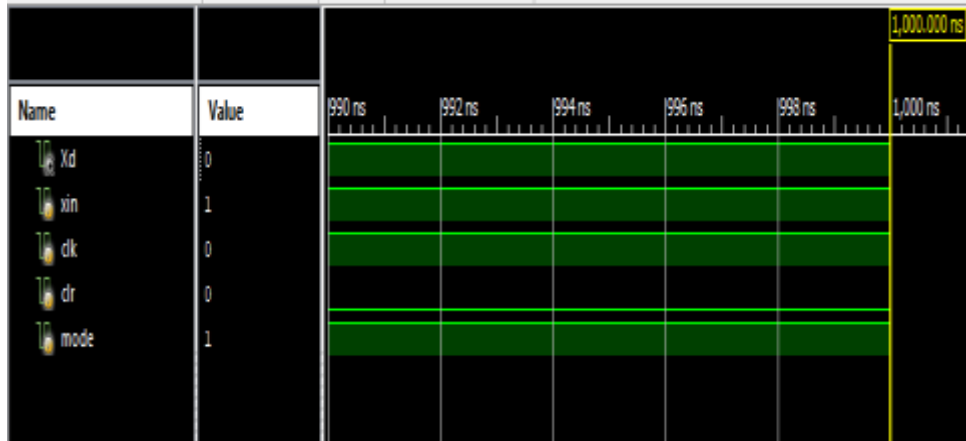 1,000.000 ns
Name Value 990 ns 992 ns 994 ns 996 ns 998 ns 1,000 ns
Xd 0
xin 1
clk 0
clr 0
mode 1